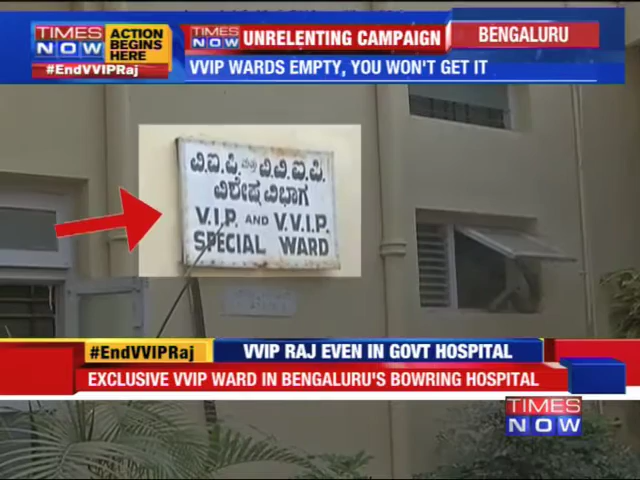 TIMES NOW
ACTION BEGINS HERE
#EndVVIPRaj
TIMES NOW UNRELENTING CAMPAIGN
BENGALURU
VVIP WARDS EMPTY, YOU WON'T GET IT
ವಿ.ಐ.ಪಿ. ಮತ್ತು ವಿ.ವಿ.ಐ.ಪಿ.
ವಿಶೇಷ ವಿಭಾಗ
V.I.P. AND V.V.I.P.
SPECIAL WARD
#EndVVIPRaj
VVIP RAJ EVEN IN GOVT HOSPITAL
EXCLUSIVE VVIP WARD IN BENGALURU'S BOWRING HOSPITAL
TIMES NOW